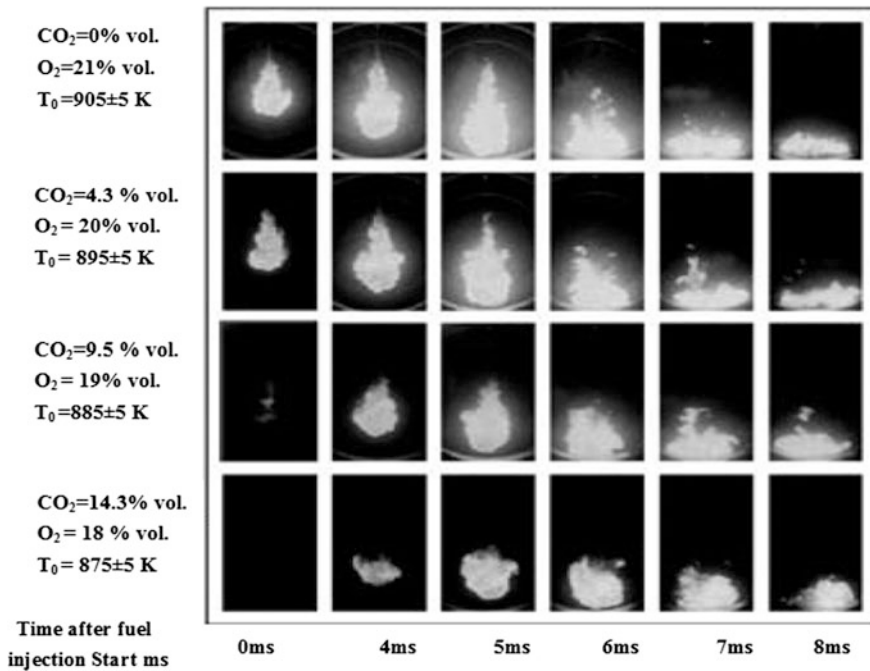 CO₂=0% vol.
O₂=21% vol.
T₀=905±5 K
CO₂=4.3 % vol.
O₂= 20% vol.
T₀= 895±5 K
CO₂=9.5 % vol.
O₂= 19% vol.
T₀=885±5 K
CO₂=14.3% vol.
O₂= 18 % vol.
T₀= 875±5 K
Time after fuel
injection Start ms
0ms 4ms 5ms 6ms 7ms 8ms